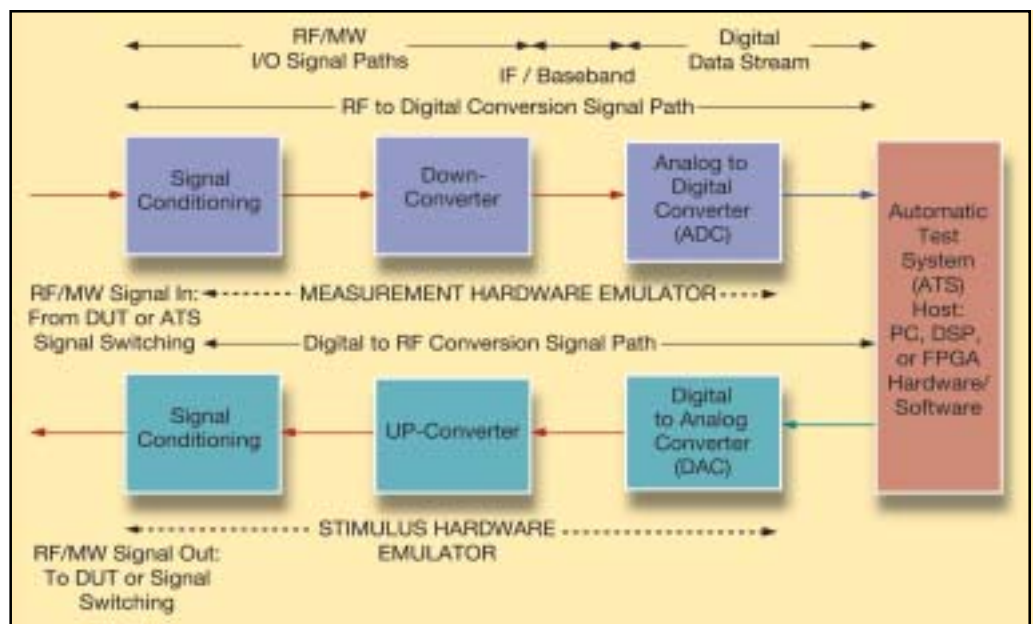 RF/MW
I/O Signal Paths
IF / Baseband
Digital
Data Stream
RF to Digital Conversion Signal Path
Signal
Conditioning
Down-
Converter
Analog to
Digital
Converter
(ADC)
Automatic
Test
System
(ATS)
Host:
PC, DSP,
or FPGA
Hardware/
Software
RF/MW Signal In:
From DUT or ATS
Signal Switching
MEASUREMENT HARDWARE EMULATOR
Digital to RF Conversion Signal Path
Signal
Conditioning
UP-Converter
Digital
to Analog
Converter
(DAC)
STIMULUS HARDWARE
EMULATOR
RF/MW Signal Out:
To DUT or Signal
Switching